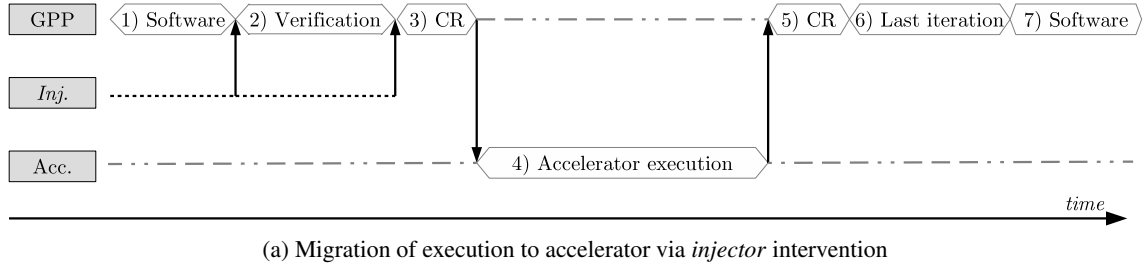 GPP 1) Software 2) Verification 3) CR 5) CR 6) Last iteration 7) Software
Inj.
Acc. 4) Accelerator execution
time
(a) Migration of execution to accelerator via injector intervention